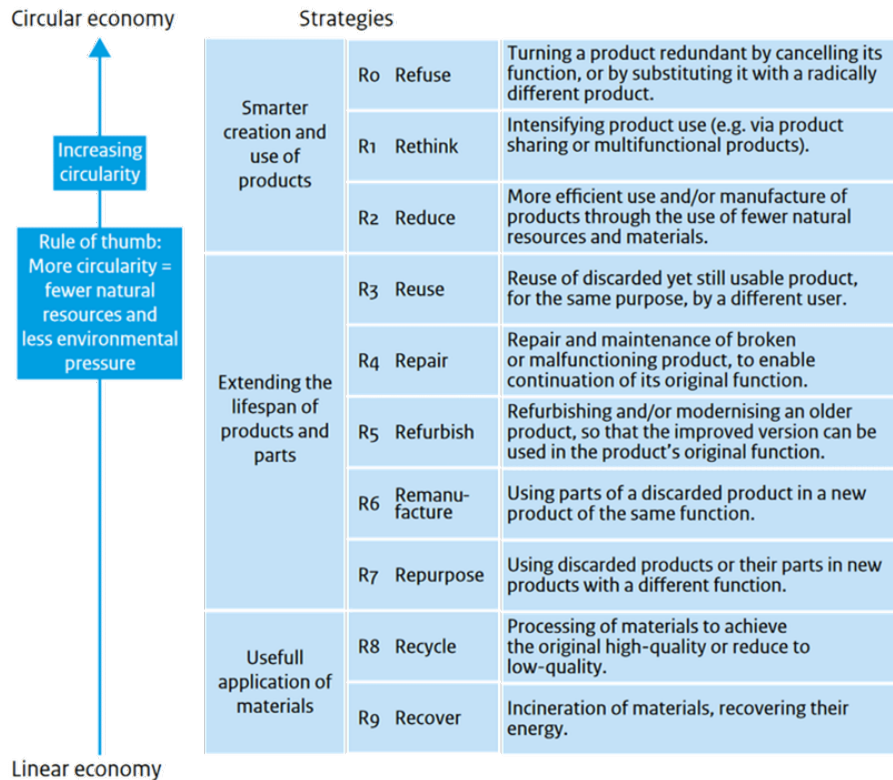 Circular economy
Strategies
Increasing
circularity
Rule of thumb:
More circularity =
fewer natural
resources and
less environmental
pressure
Linear economy
Smarter
creation and
use of
products
R0 Refuse
Turning a product redundant by cancelling its
function, or by substituting it with a radically
different product.
R1 Rethink
Intensifying product use (e.g. via product
sharing or multifunctional products).
R2 Reduce
More efficient use and/or manufacture of
products through the use of fewer natural
resources and materials.
Extending the
lifespan of
products and
parts
R3 Reuse
Reuse of discarded yet still usable product,
for the same purpose, by a different user.
R4 Repair
Repair and maintenance of broken
or malfunctioning product, to enable
continuation of its original function.
R5 Refurbish
Refurbishing and/or modernising an older
product, so that the improved version can be
used in the product's original function.
R6 Remanu-
facture
Using parts of a discarded product in a new
product of the same function.
R7 Repurpose
Using discarded products or their parts in new
products with a different function.
Usefull
application of
materials
R8 Recycle
Processing of materials to achieve
the original high-quality or reduce to
low-quality.
R9 Recover
Incineration of materials, recovering their
energy.